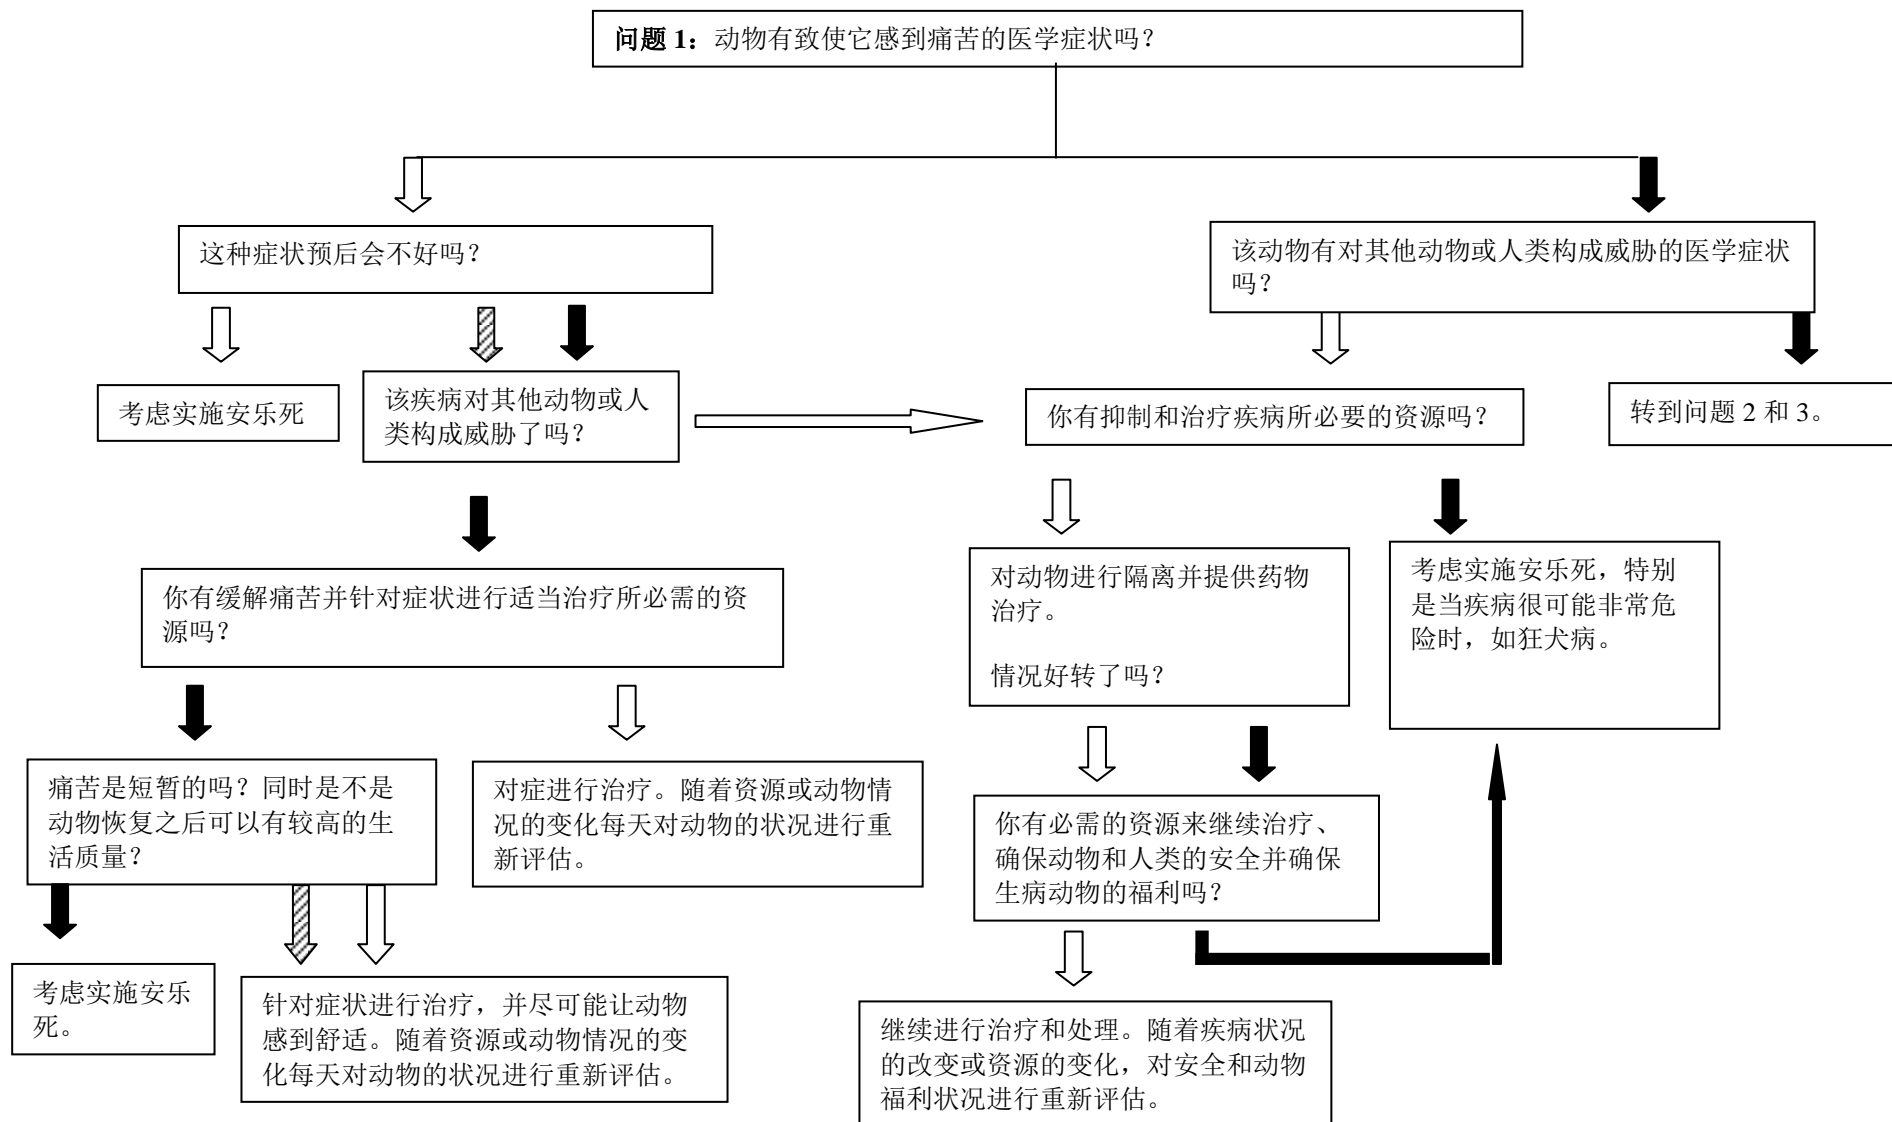 问题 1：动物有致使它感到痛苦的医学症状吗？
这种症状预后会不好吗？
该动物有对其他动物或人类构成威胁的医学症状
吗？
考虑实施安乐死
该疾病对其他动物或人
类构成威胁了吗？
你有抑制和治疗疾病所必要的资源吗？
转到问题 2 和 3。
你有缓解痛苦并针对症状进行适当治疗所必需的资
源吗？
对动物进行隔离并提供药物
治疗。
情况好转了吗？
考虑实施安乐死，特别
是当疾病很可能非常危
险时，如狂犬病。
痛苦是短暂的吗？同时是不是
动物恢复之后可以有较高的生
活质量？
对症进行治疗。随着资源或动物情
况的变化每天对动物的状况进行重
新评估。
你有必需的资源来继续治疗、
确保动物和人类的安全并确保
生病动物的福利吗？
考虑实施安乐
死。
针对症状进行治疗，并尽可能让动物
感到舒适。随着资源或动物情况的变
化每天对动物的状况进行重新评估。
继续进行治疗和处理。随着疾病状况
的改变或资源的变化，对安全和动物
福利状况进行重新评估。